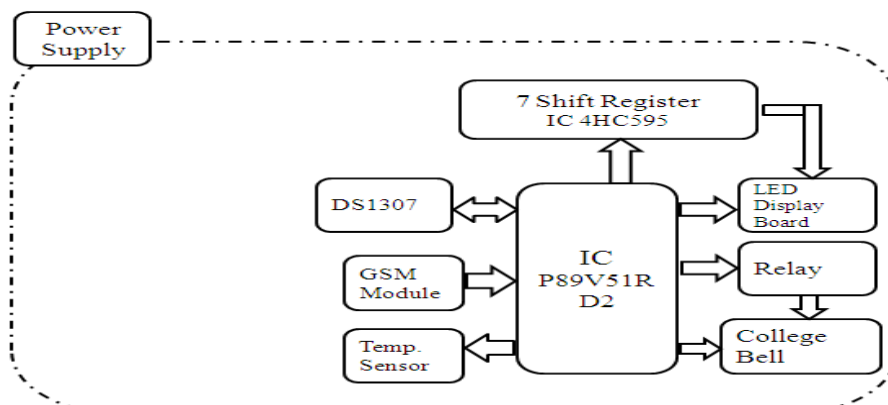 Power
Supply
7 Shift Register
IC 4HC595
DS1307
LED
Display
Board
IC
P89V51R
D2
GSM
Module
Relay
Temp.
Sensor
College
Bell